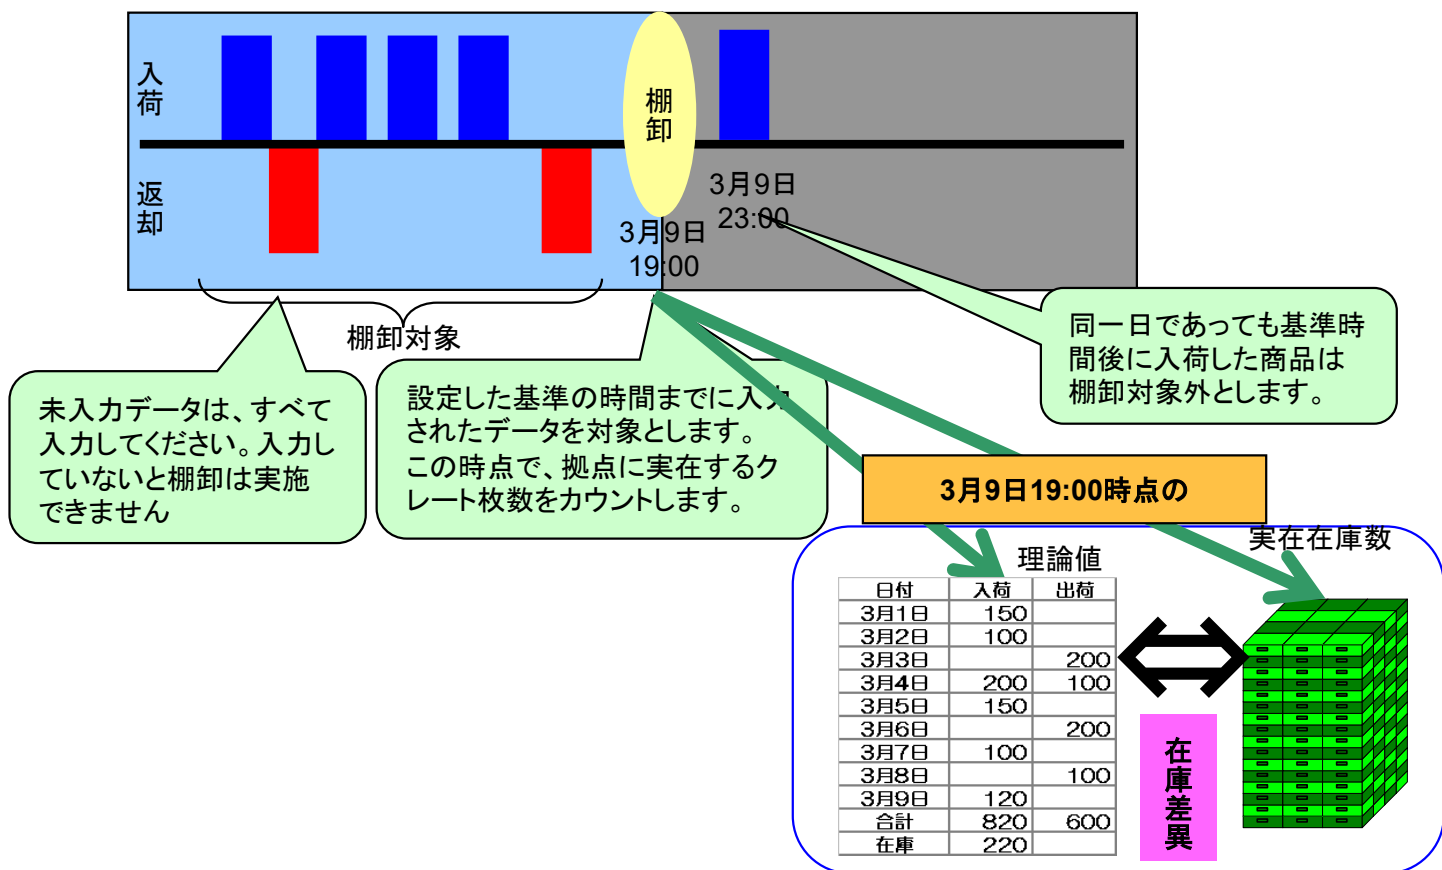 入荷
返却
棚卸
3月9日
19:00
3月9日
23:00
棚卸対象
未入力データは、すべて
入力してください。入力し
ていないと棚卸は実施
できません
設定した基準の時間までに入力
されたデータを対象とします。
この時点で、拠点に実在するク
レート枚数をカウントします。
同一日であっても基準時
間後に入荷した商品は
棚卸対象外とします。
3月9日19:00時点の
理論値
実在在庫数
日付 入荷 出荷
3月1日 150
3月2日 100
3月3日 200
3月4日 200 100
3月5日 150
3月6日 200
3月7日 100
3月8日 100
3月9日 120
合計 820 600
在庫 220
在庫差異